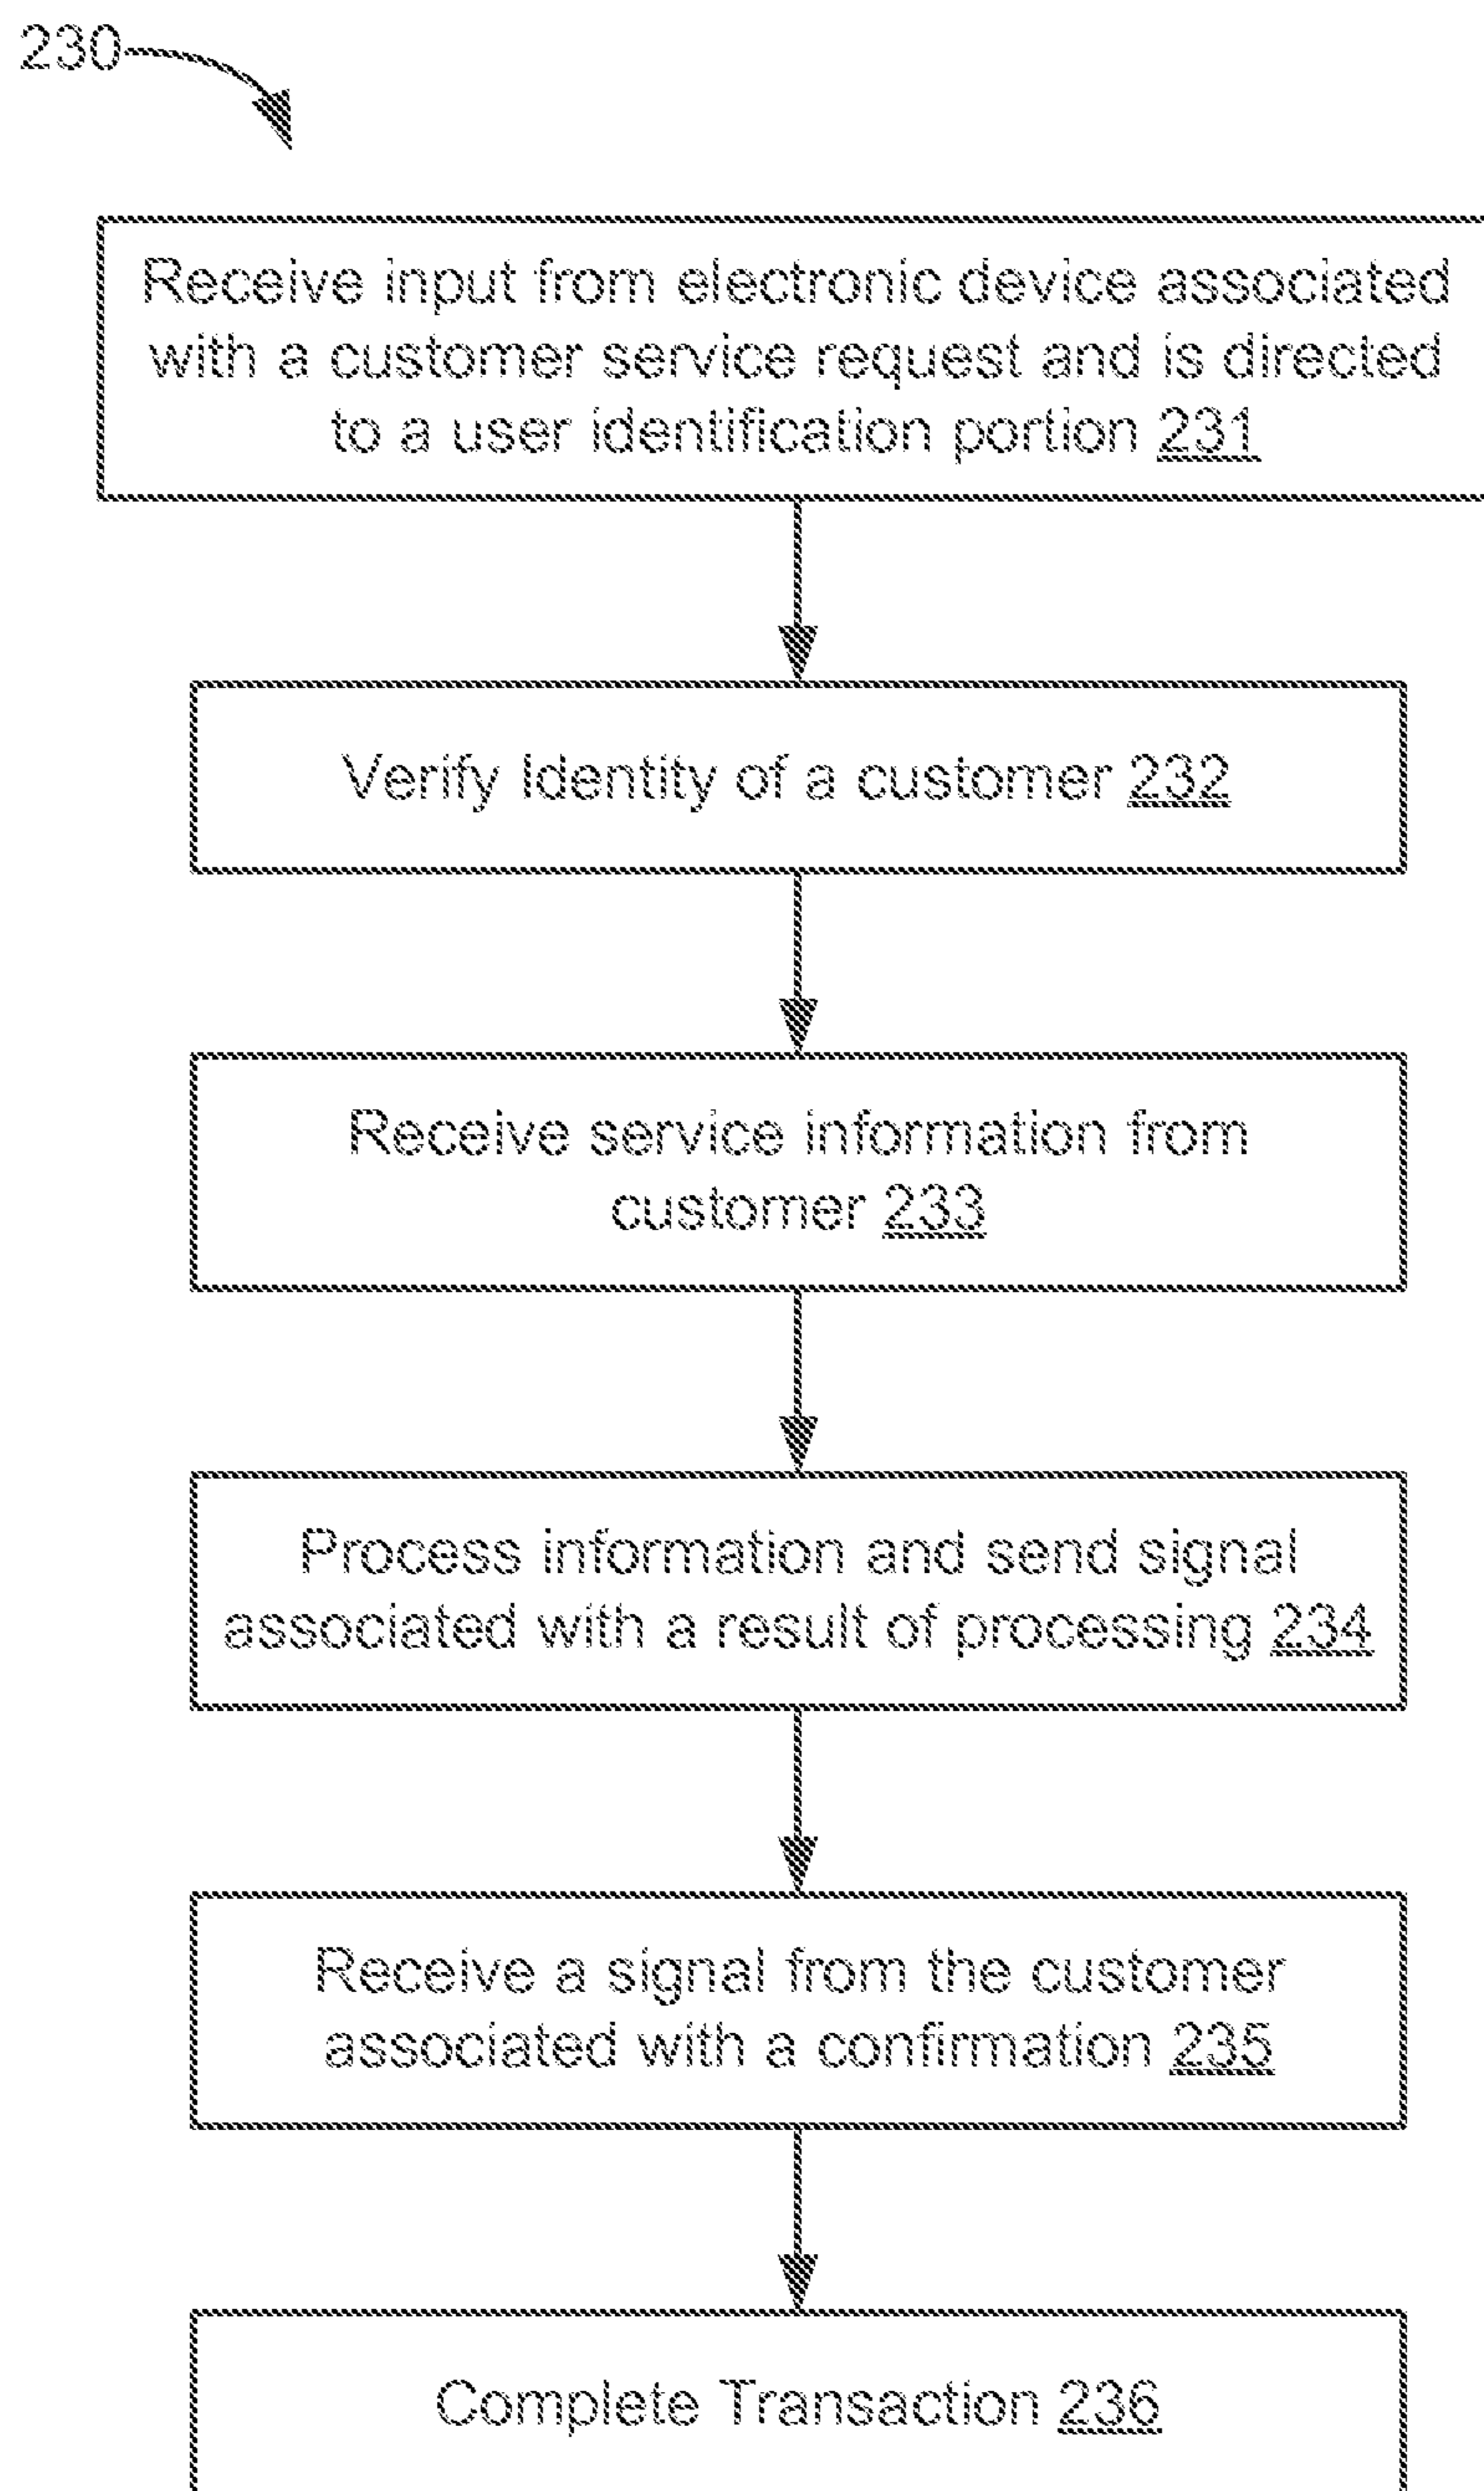 230
Receive input from electronic device associated
with a customer service request and is directed
to a user identification portion 231
Verify Identity of a customer 232
Receive service information from
customer 233
Process information and send signal
associated with a result of processing 234
Receive a signal from the customer
associated with a confirmation 235
Complete Transaction 236